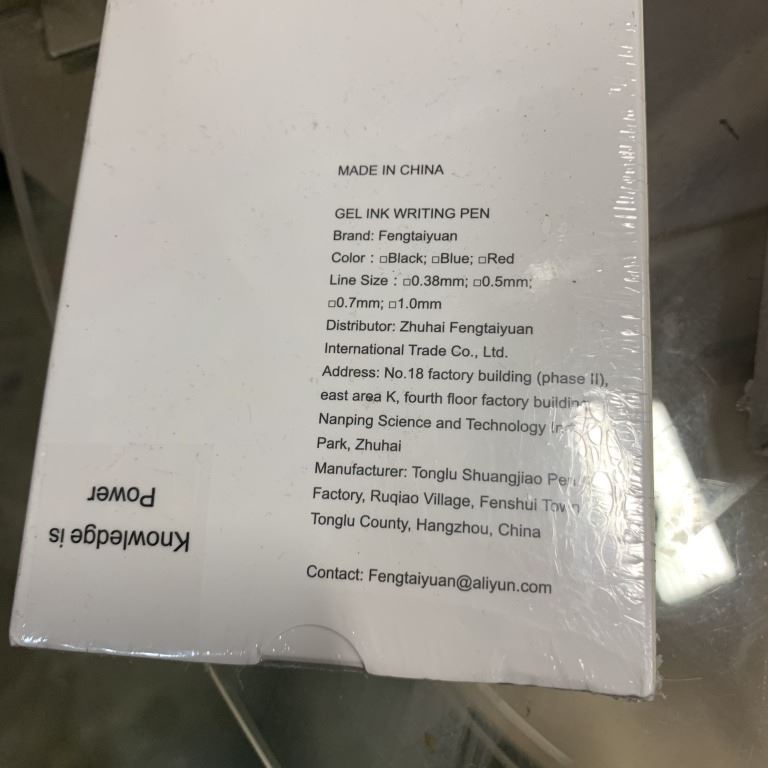 MADE IN CHINA
GEL INK WRITING PEN
Brand: Fengtaiyuan
Color : □Black; □Blue; □Red
Line Size : □0.38mm; □0.5mm;
□0.7mm; □1.0mm
Distributor: Zhuhai Fengtaiyuan
International Trade Co., Ltd.
Address: No.18 factory building (phase II),
east area K, fourth floor factory building
Nanping Science and Technology
Park, Zhuhai
Manufacturer: Tonglu Shuangjiao Pen
Factory, Ruqiao Village, Fenshui Town
Tonglu County, Hangzhou, China
Contact: Fengtaiyuan@aliyun.com
Knowledge is
Power